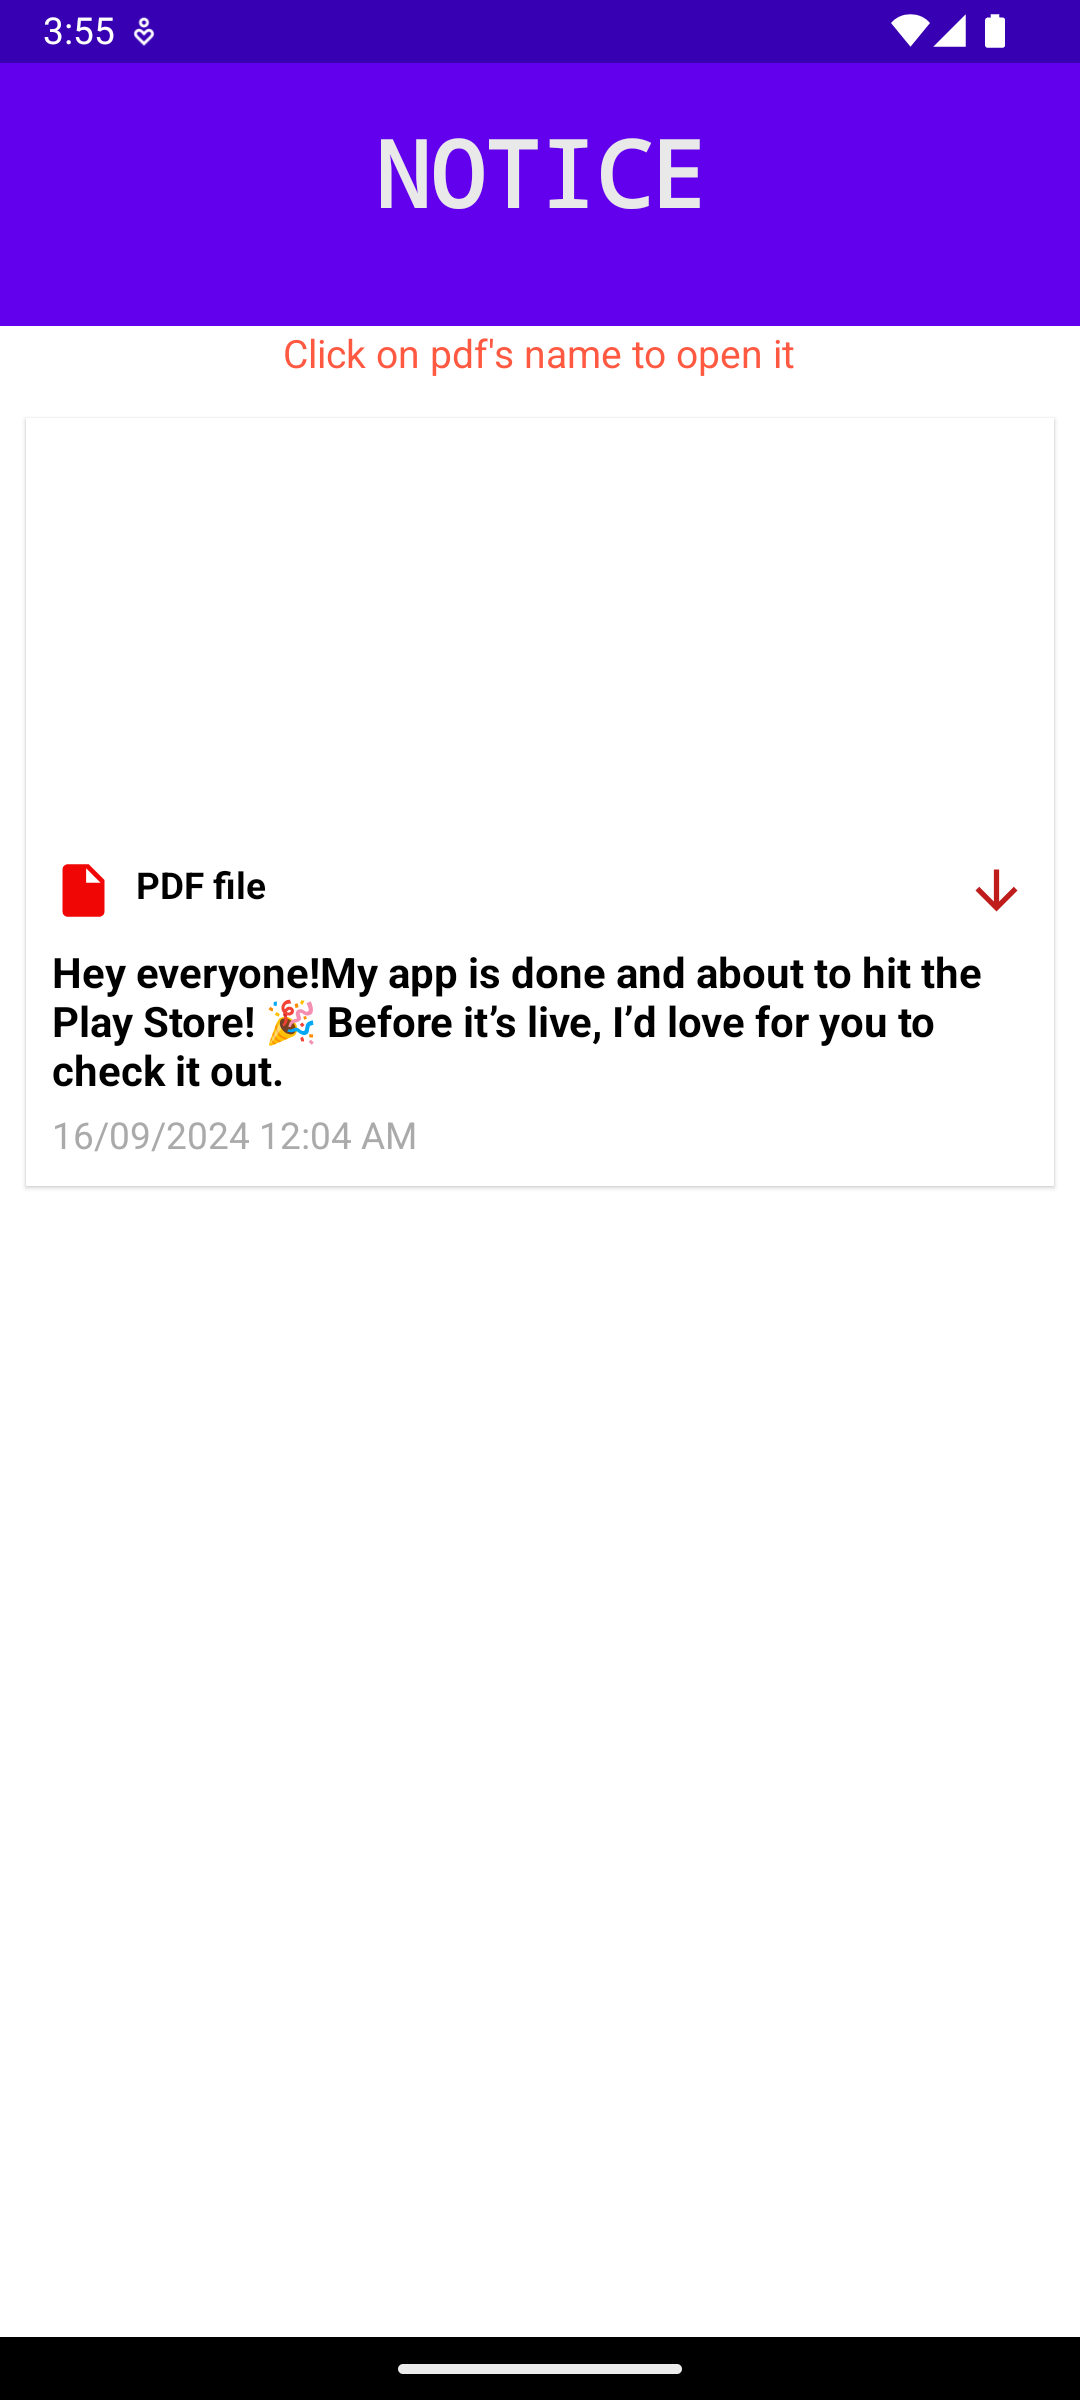 3:55
NOTICE
Click on pdf's name to open it
PDF file
Hey everyone!My app is done and about to hit the
Play Store! 🎉 Before it’s live, I’d love for you to
check it out.
16/09/2024 12:04 AM